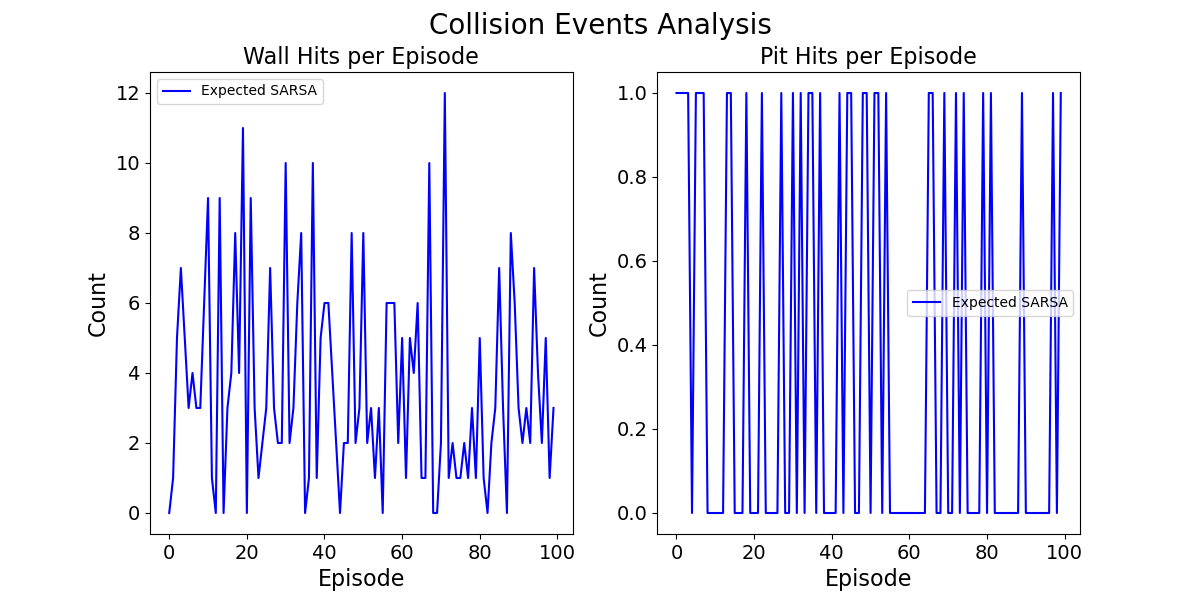 Collision Events Analysis
Wall Hits per Episode
Expected SARSA
12
10
8
6
4
2
0
Count
0 20 40 60 80 100
Episode
Pit Hits per Episode
Expected SARSA
1.0
0.8
0.6
0.4
0.2
0.0
Count
0 20 40 60 80 100
Episode